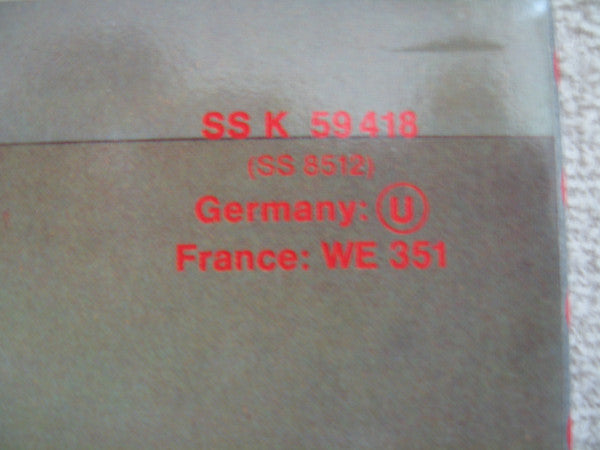 SS K 59 418
(SS 8512)
Germany: Ⓤ
France: WE 351